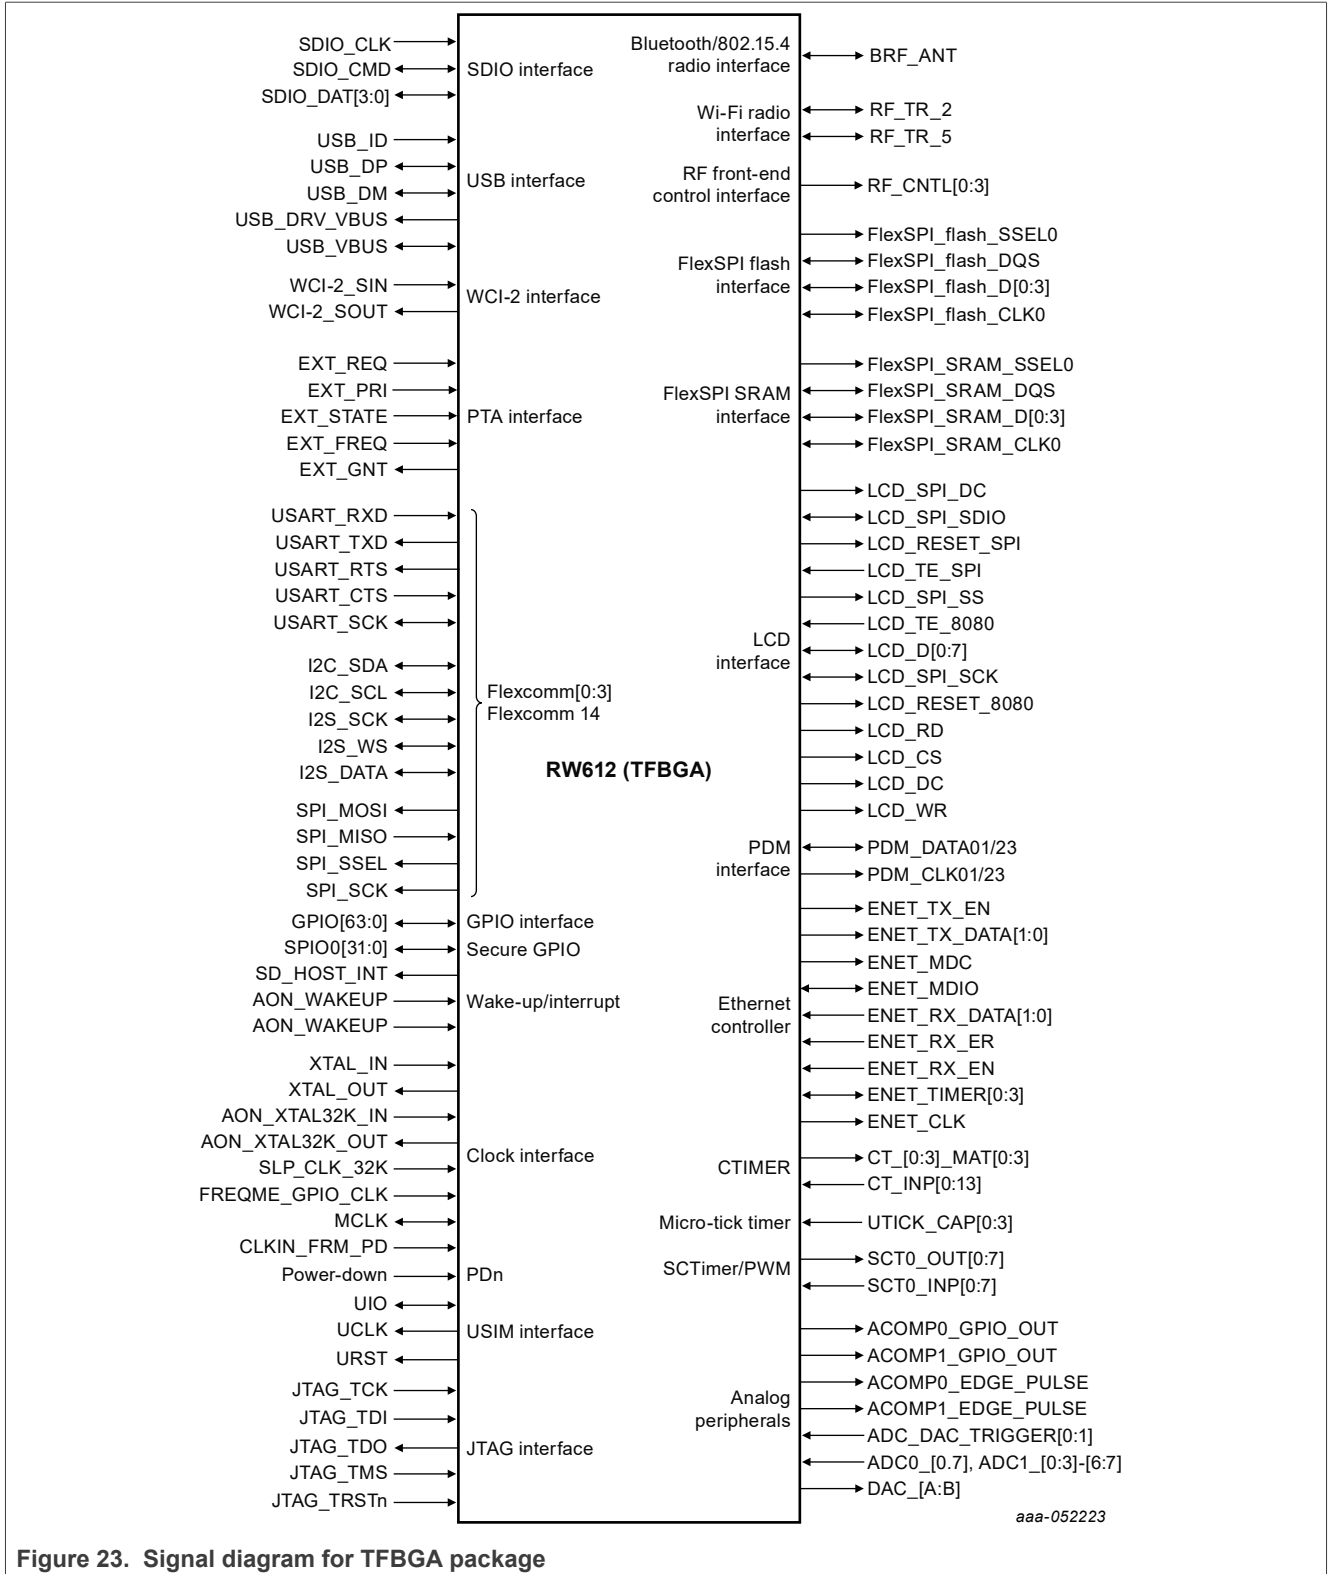 SDIO_CLK
SDIO_CMD
SDIO_DAT[3:0]
SDIO interface
USB_ID
USB_DP
USB_DM
USB_DRV_VBUS
USB_VBUS
USB interface
WCI-2_SIN
WCI-2_SOUT
WCI-2 interface
EXT_REQ
EXT_PRI
EXT_STATE
EXT_FREQ
EXT_GNT
PTA interface
USART_RXD
USART_TXD
USART_RTS
USART_CTS
USART_SCK
I2C_SDA
I2C_SCL
I2S_SCK
I2S_WS
I2S_DATA
SPI_MOSI
SPI_MISO
SPI_SSEL
SPI_SCK
Flexcomm[0:3]
Flexcomm 14
GPIO[63:0]
GPIO interface
SPIO0[31:0]
Secure GPIO
SD_HOST_INT
AON_WAKEUP
AON_WAKEUP
Wake-up/interrupt
XTAL_IN
XTAL_OUT
AON_XTAL32K_IN
AON_XTAL32K_OUT
SLP_CLK_32K
FREQME_GPIO_CLK
MCLK
CLKIN_FRM_PD
Clock interface
Power-down
PDn
UIO
UCLK
URST
USIM interface
JTAG_TCK
JTAG_TDI
JTAG_TDO
JTAG_TMS
JTAG_TRSTn
JTAG interface
RW612 (TFBGA)
Bluetooth/802.15.4
radio interface
BRF_ANT
Wi-Fi radio
interface
RF_TR_2
RF_TR_5
RF front-end
control interface
RF_CNTL[0:3]
FlexSPI flash
interface
FlexSPI_flash_SSEL0
FlexSPI_flash_DQS
FlexSPI_flash_D[0:3]
FlexSPI_flash_CLK0
FlexSPI SRAM
interface
FlexSPI_SRAM_SSEL0
FlexSPI_SRAM_DQS
FlexSPI_SRAM_D[0:3]
FlexSPI_SRAM_CLK0
LCD
interface
LCD_SPI_DC
LCD_SPI_SDIO
LCD_RESET_SPI
LCD_TE_SPI
LCD_SPI_SS
LCD_TE_8080
LCD_D[0:7]
LCD_SPI_SCK
LCD_RESET_8080
LCD_RD
LCD_CS
LCD_DC
LCD_WR
PDM
interface
PDM_DATA01/23
PDM_CLK01/23
Ethernet
controller
ENET_TX_EN
ENET_TX_DATA[1:0]
ENET_MDC
ENET_MDIO
ENET_RX_DATA[1:0]
ENET_RX_ER
ENET_RX_EN
ENET_TIMER[0:3]
ENET_CLK
CTIMER
CT_[0:3]_MAT[0:3]
CT_INP[0:13]
Micro-tick timer
UTICK_CAP[0:3]
SCTimer/PWM
SCT0_OUT[0:7]
SCT0_INP[0:7]
Analog
peripherals
ACOMP0_GPIO_OUT
ACOMP1_GPIO_OUT
ACOMP0_EDGE_PULSE
ACOMP1_EDGE_PULSE
ADC_DAC_TRIGGER[0:1]
ADC0_[0.7], ADC1_[0:3]-[6:7]
DAC_[A:B]
aaa-052223
Figure 23. Signal diagram for TFBGA package